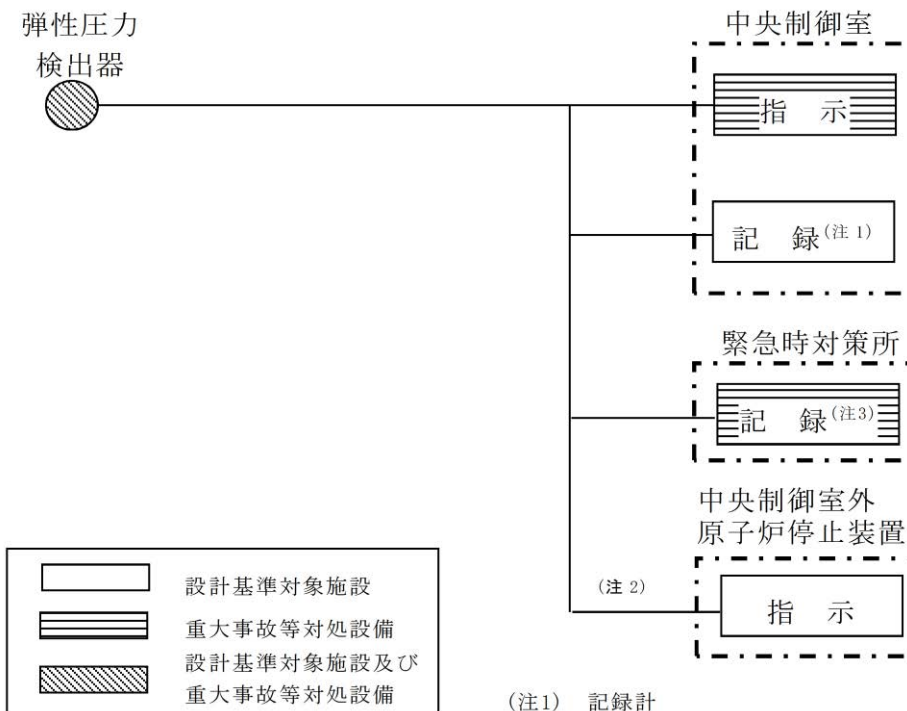 弾性圧力
検出器
中央制御室
指 示
記 録(注 1)
緊急時対策所
記 録(注3)
中央制御室外
原子炉停止装置
(注 2)
指 示
設計基準対象施設
重大事故等対処設備
設計基準対象施設及び
重大事故等対処設備
(注1) 記録計